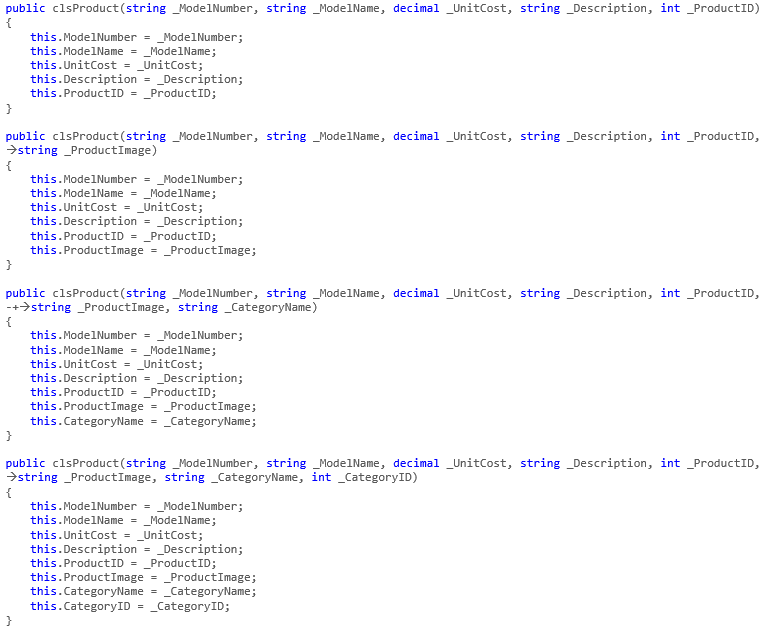 public clsProduct(string _ModelNumber, string _ModelName, decimal _UnitCost, string _Description, int _ProductID)
{
    this.ModelNumber = _ModelNumber;
    this.ModelName = _ModelName;
    this.UnitCost = _UnitCost;
    this.Description = _Description;
    this.ProductID = _ProductID;
}

public clsProduct(string _ModelNumber, string _ModelName, decimal _UnitCost, string _Description, int _ProductID,
→string _ProductImage)
{
    this.ModelNumber = _ModelNumber;
    this.ModelName = _ModelName;
    this.UnitCost = _UnitCost;
    this.Description = _Description;
    this.ProductID = _ProductID;
    this.ProductImage = _ProductImage;
}

public clsProduct(string _ModelNumber, string _ModelName, decimal _UnitCost, string _Description, int _ProductID,
-+→string _ProductImage, string _CategoryName)
{
    this.ModelNumber = _ModelNumber;
    this.ModelName = _ModelName;
    this.UnitCost = _UnitCost;
    this.Description = _Description;
    this.ProductID = _ProductID;
    this.ProductImage = _ProductImage;
    this.CategoryName = _CategoryName;
}

public clsProduct(string _ModelNumber, string _ModelName, decimal _UnitCost, string _Description, int _ProductID,
→string _ProductImage, string _CategoryName, int _CategoryID)
{
    this.ModelNumber = _ModelNumber;
    this.ModelName = _ModelName;
    this.UnitCost = _UnitCost;
    this.Description = _Description;
    this.ProductID = _ProductID;
    this.ProductImage = _ProductImage;
    this.CategoryName = _CategoryName;
    this.CategoryID = _CategoryID;
}